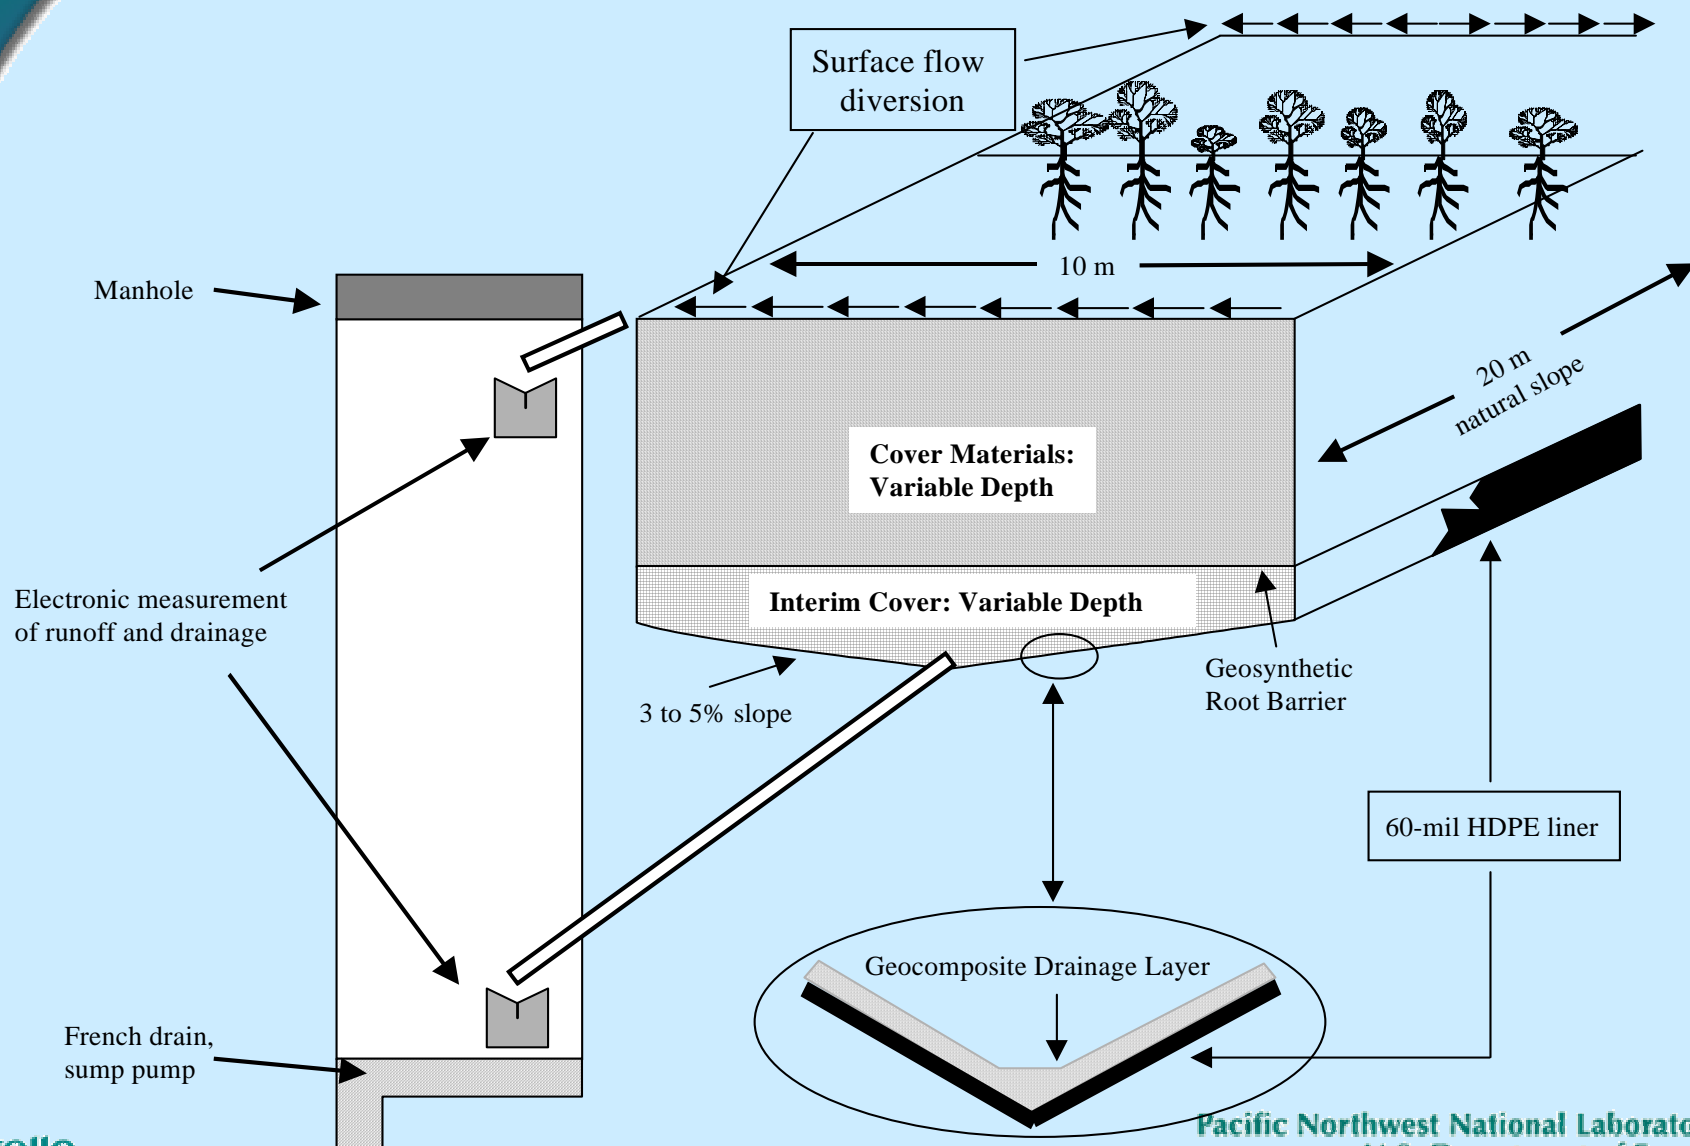 Surface flow
diversion
10 m
Manhole
20 m
natural slope
Cover Materials:
Variable Depth
Electronic measurement
of runoff and drainage
Interim Cover: Variable Depth
Geosynthetic
Root Barrier
3 to 5% slope
60-mil HDPE liner
Geocomposite Drainage Layer
French drain,
sump pump
Pacific Northwest National